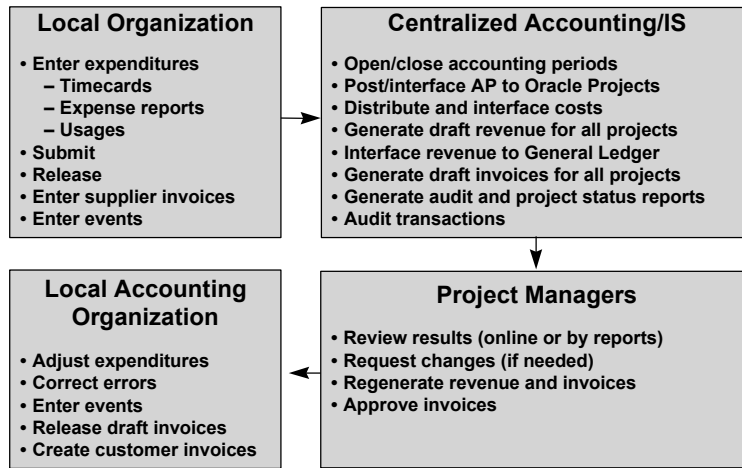 Local Organization
• Enter expenditures
– Timecards
– Expense reports
– Usages
• Submit
• Release
• Enter supplier invoices
• Enter events
Centralized Accounting/IS
• Open/close accounting periods
• Post/interface AP to Oracle Projects
• Distribute and interface costs
• Generate draft revenue for all projects
• Interface revenue to General Ledger
• Generate draft invoices for all projects
• Generate audit and project status reports
• Audit transactions
Project Managers
• Review results (online or by reports)
• Request changes (if needed)
• Regenerate revenue and invoices
• Approve invoices
Local Accounting
Organization
• Adjust expenditures
• Correct errors
• Enter events
• Release draft invoices
• Create customer invoices